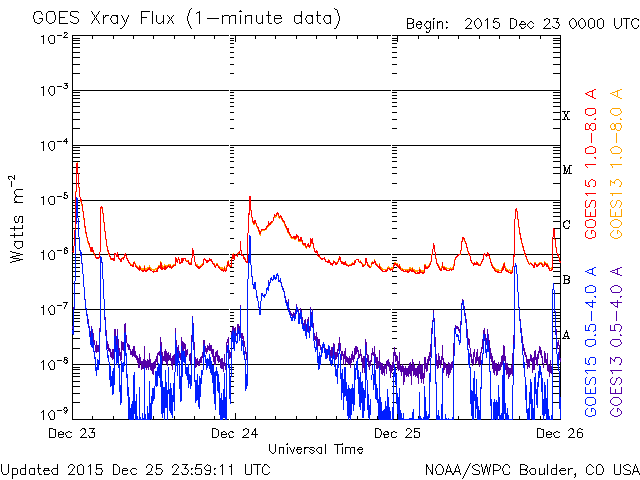 GOES Xray Flux (1-minute data)
Begin: 2015 Dec 23 0000 UTC
10-2
10-3
10-4
10-5
10-6
10-7
10-8
10-9
Watts m-2
X
M
C
B
A
GOES15 1.0-8.0 A
GOES13 1.0-8.0 A
GOES15 0.5-4.0 A
GOES13 0.5-4.0 A
Dec 23
Dec 24
Dec 25
Dec 26
Universal Time
Updated 2015 Dec 25 23:59:11 UTC
NOAA/SWPC Boulder, CO USA